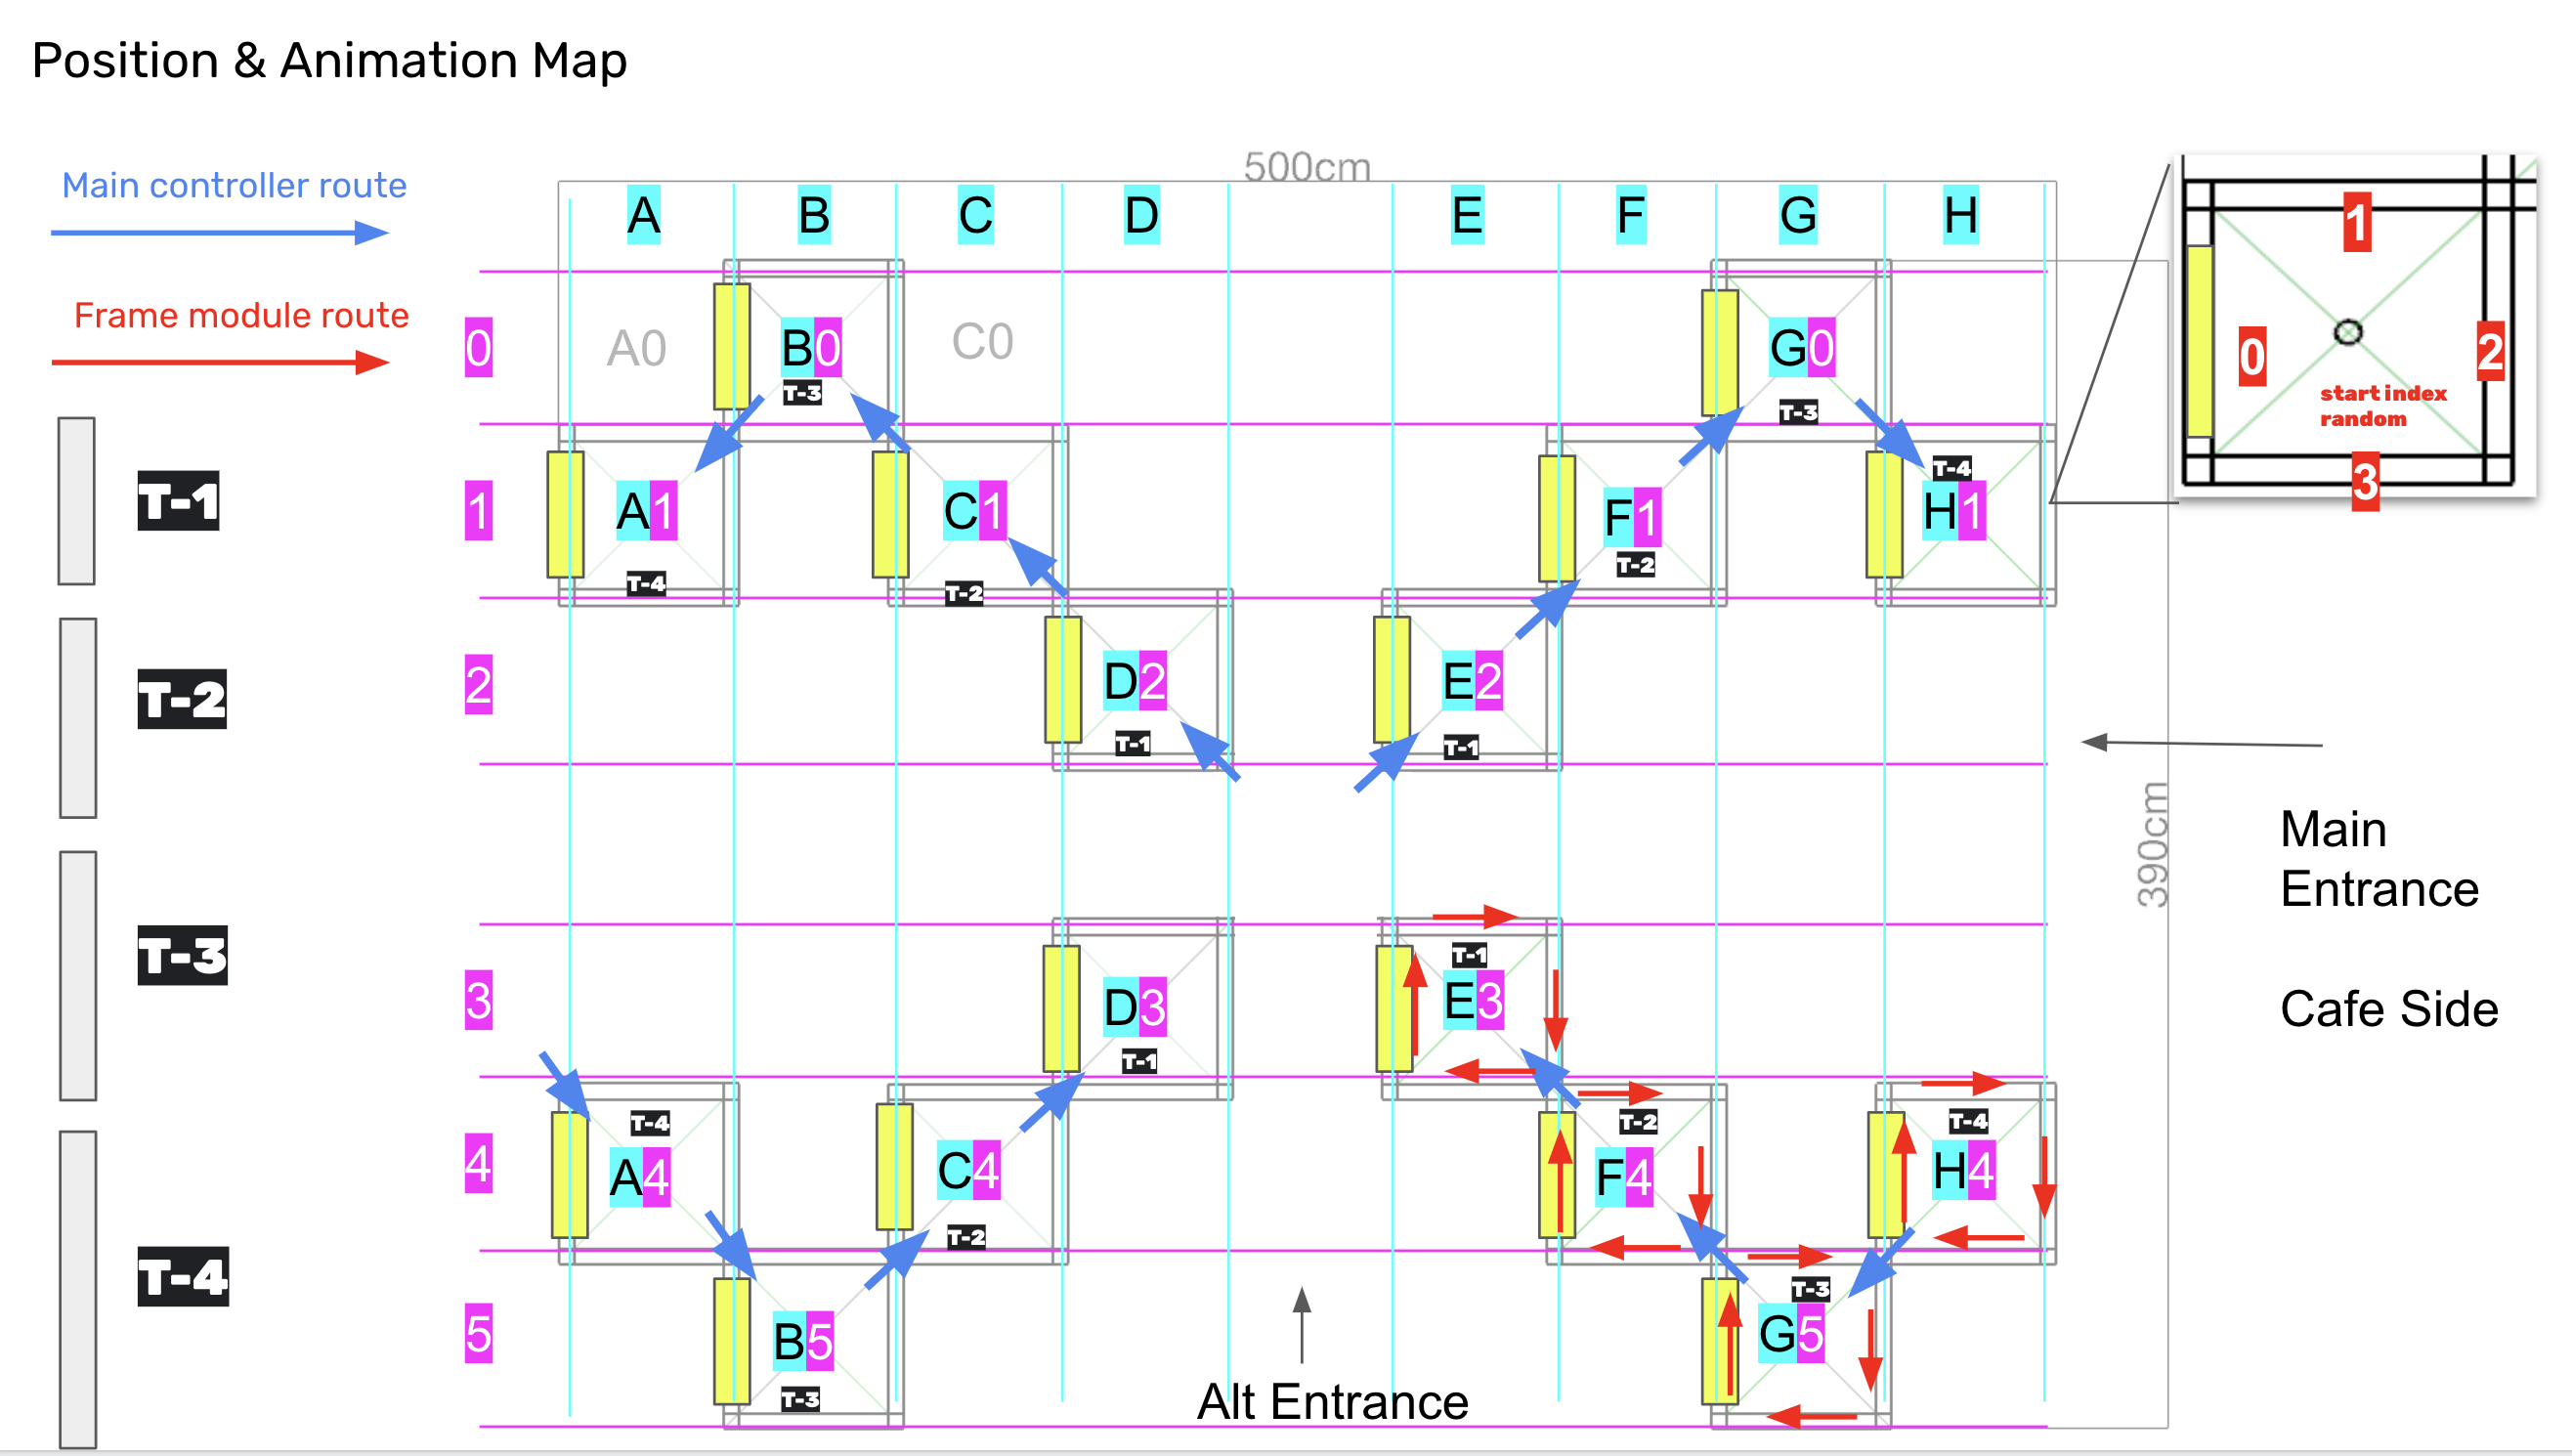 Position & Animation Map
500cm
Main controller route
Frame module route
A B C D E F G H
0
A0
B0
T-3
C0
G0
T-3
1
0
2
start index
random
3
T-1
1
A1
T-4
C1
T-2
F1
T-2
T-4
H1
T-2
2
D2
T-1
E2
T-1
390cm
Main
Entrance
Cafe Side
T-3
3
D3
T-1
T-1
E3
4
T-4
A4
C4
T-2
T-2
F4
T-4
H4
T-4
5
B5
T-3
T-3
G5
Alt Entrance